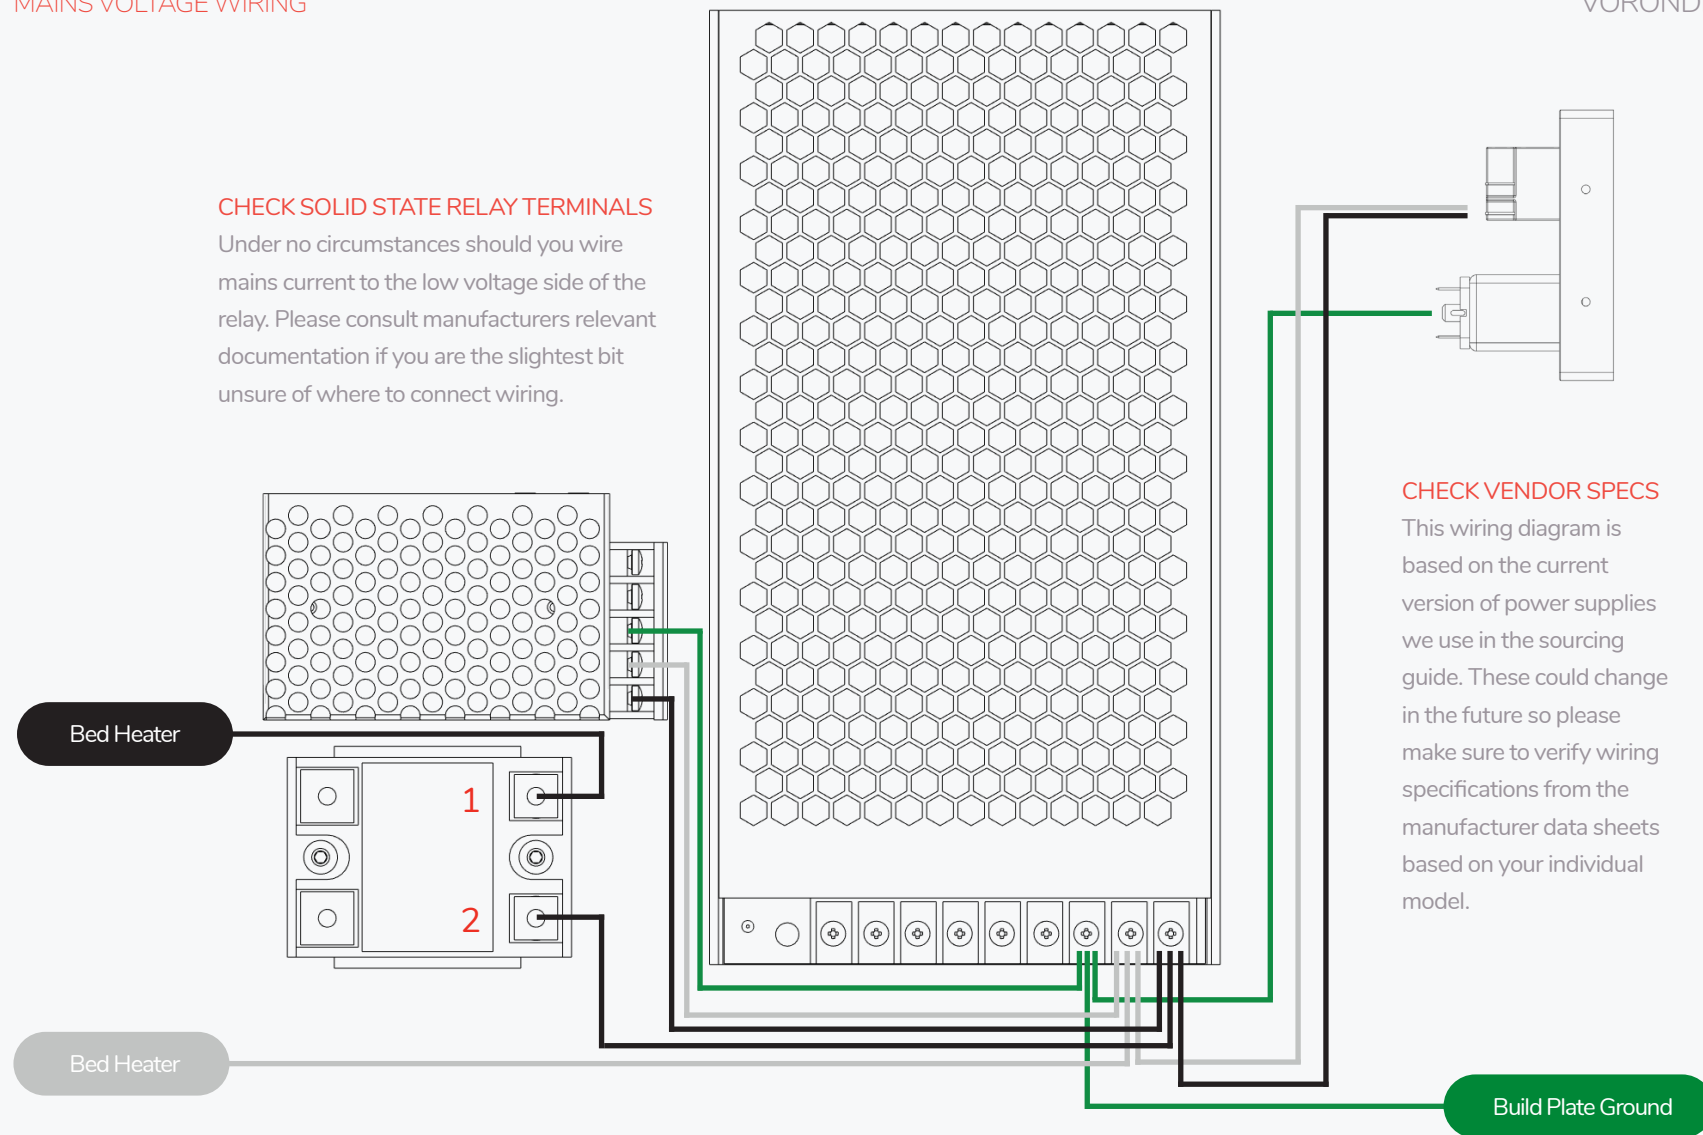 MAINS VOLTAGE WIRING
VOROND
CHECK SOLID STATE RELAY TERMINALS
Under no circumstances should you wire
mains current to the low voltage side of the
relay. Please consult manufacturers relevant
documentation if you are the slightest bit
unsure of where to connect wiring.
CHECK VENDOR SPECS
This wiring diagram is
based on the current
version of power supplies
we use in the sourcing
guide. These could change
in the future so please
make sure to verify wiring
specifications from the
manufacturer data sheets
based on your individual
model.
Bed Heater
1
2
Bed Heater
Build Plate Ground